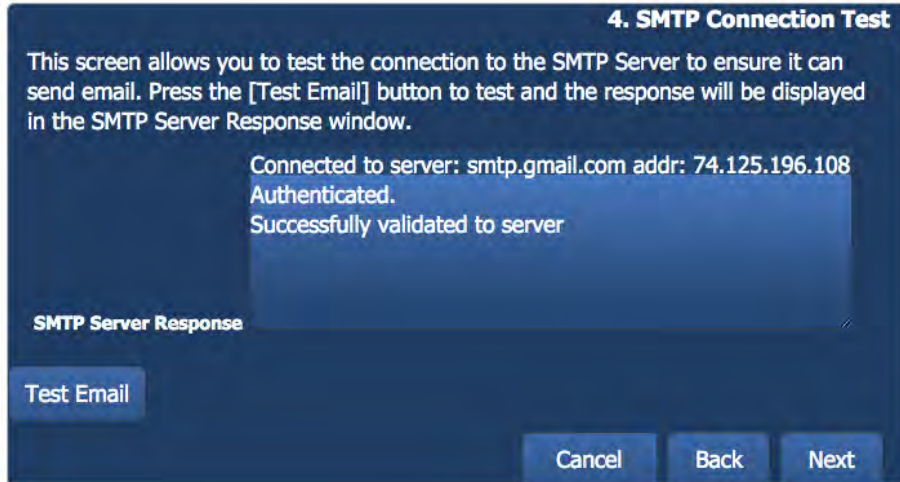 4. SMTP Connection Test
This screen allows you to test the connection to the SMTP Server to ensure it can
send email. Press the [Test Email] button to test and the response will be displayed
in the SMTP Server Response window.
Connected to server: smtp.gmail.com addr: 74.125.196.108
Authenticated.
Successfully validated to server
SMTP Server Response
Test Email
Cancel Back Next